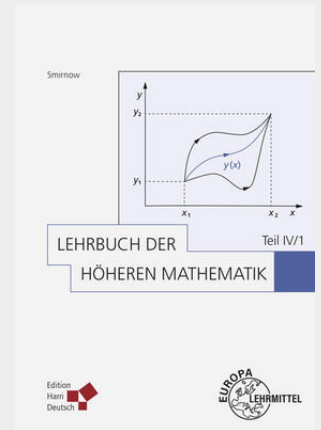 Smirnow
y
y₂
y(x)
y₁
x₁
x₂ x
LEHRBUCH DER
Teil IV/1
HÖHEREN MATHEMATIK
Edition
Harri
Deutsch
EUROPA
LEHRMITTEL